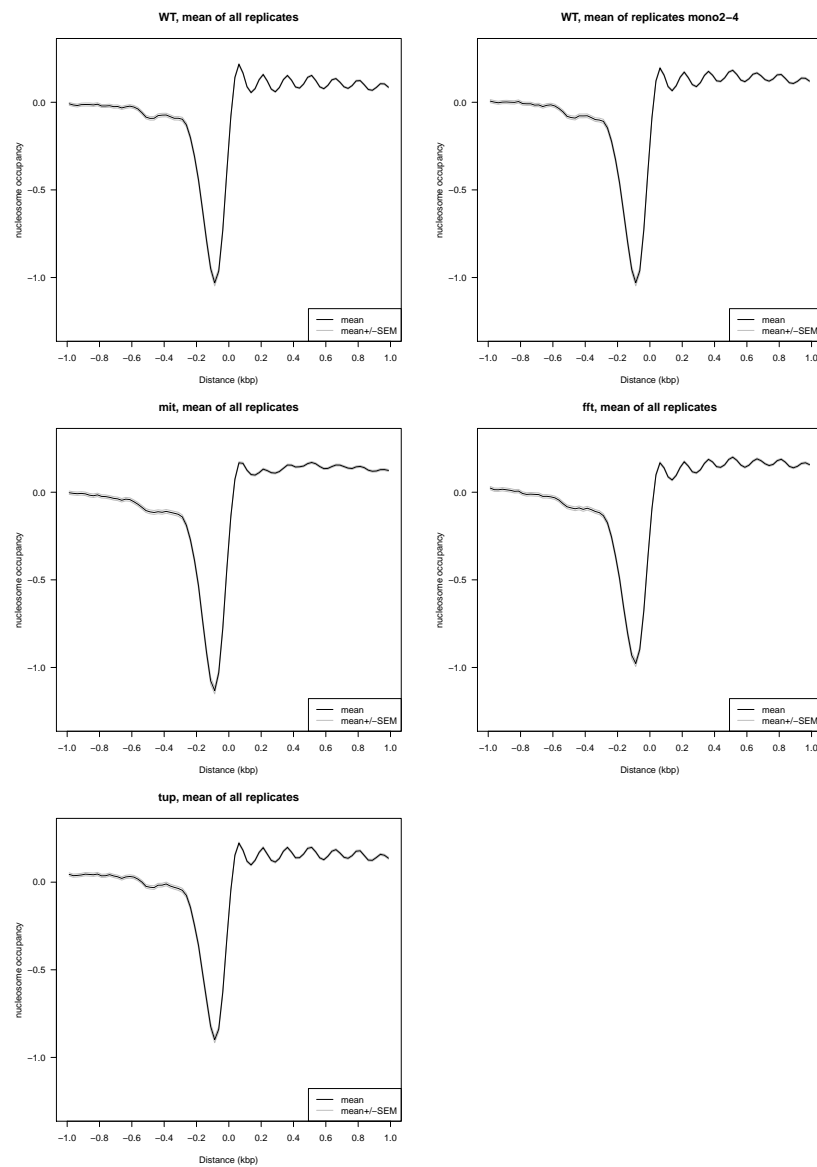 WT, mean of all replicates
nucleosome occupancy
0.0
−0.5
−1.0
mean
mean+/−SEM
−1.0 −0.8 −0.6 −0.4 −0.2 0.0 0.2 0.4 0.6 0.8 1.0
Distance (kbp)
WT, mean of replicates mono2−4
nucleosome occupancy
0.0
−0.5
−1.0
mean
mean+/−SEM
−1.0 −0.8 −0.6 −0.4 −0.2 0.0 0.2 0.4 0.6 0.8 1.0
Distance (kbp)
mit, mean of all replicates
nucleosome occupancy
0.0
−0.5
−1.0
mean
mean+/−SEM
−1.0 −0.8 −0.6 −0.4 −0.2 0.0 0.2 0.4 0.6 0.8 1.0
Distance (kbp)
fft, mean of all replicates
nucleosome occupancy
0.0
−0.5
−1.0
mean
mean+/−SEM
−1.0 −0.8 −0.6 −0.4 −0.2 0.0 0.2 0.4 0.6 0.8 1.0
Distance (kbp)
tup, mean of all replicates
nucleosome occupancy
0.0
−0.5
−1.0
mean
mean+/−SEM
−1.0 −0.8 −0.6 −0.4 −0.2 0.0 0.2 0.4 0.6 0.8 1.0
Distance (kbp)